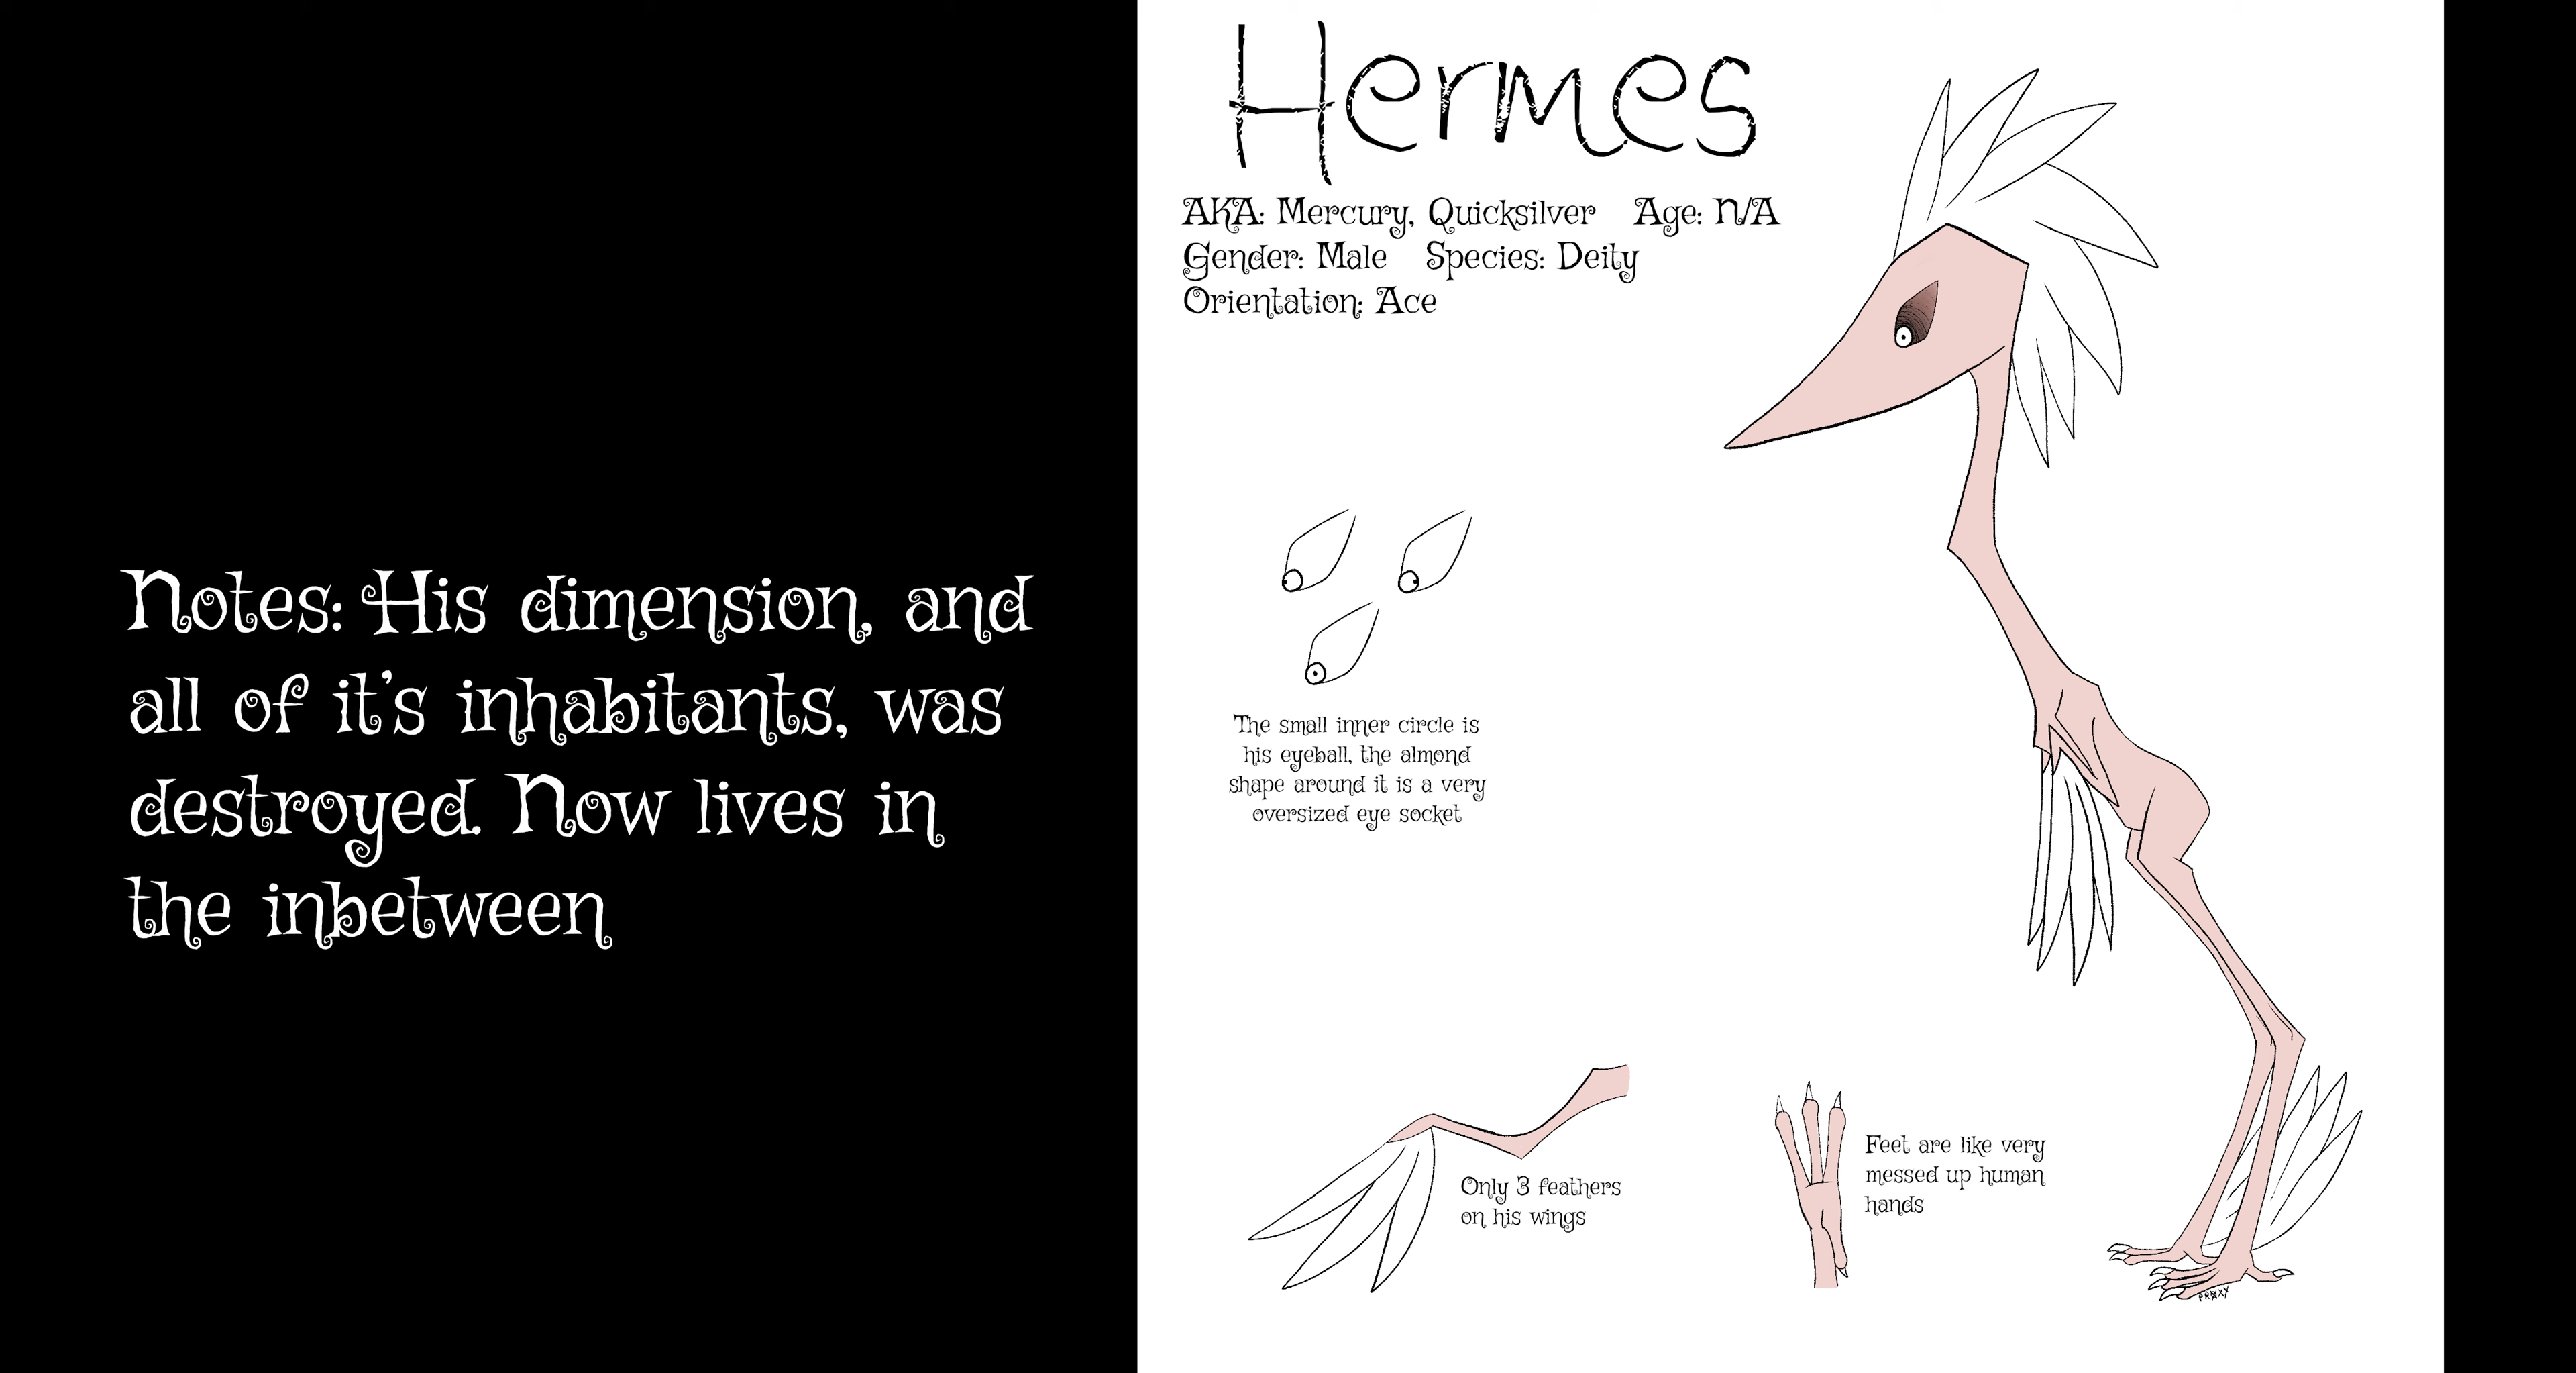 Notes: His dimension, and
all of it's inhabitants, was
destroyed. Now lives in
the inbetween
Hermes
AKA: Mercury, Quicksilver Age: N/A
Gender: Male Species: Deity
Orientation: Ace
The small inner circle is
his eyeball, the almond
shape around it is a very
oversized eye socket
Only 3 feathers
on his wings
Feet are like very
messed up human
hands
PROXY